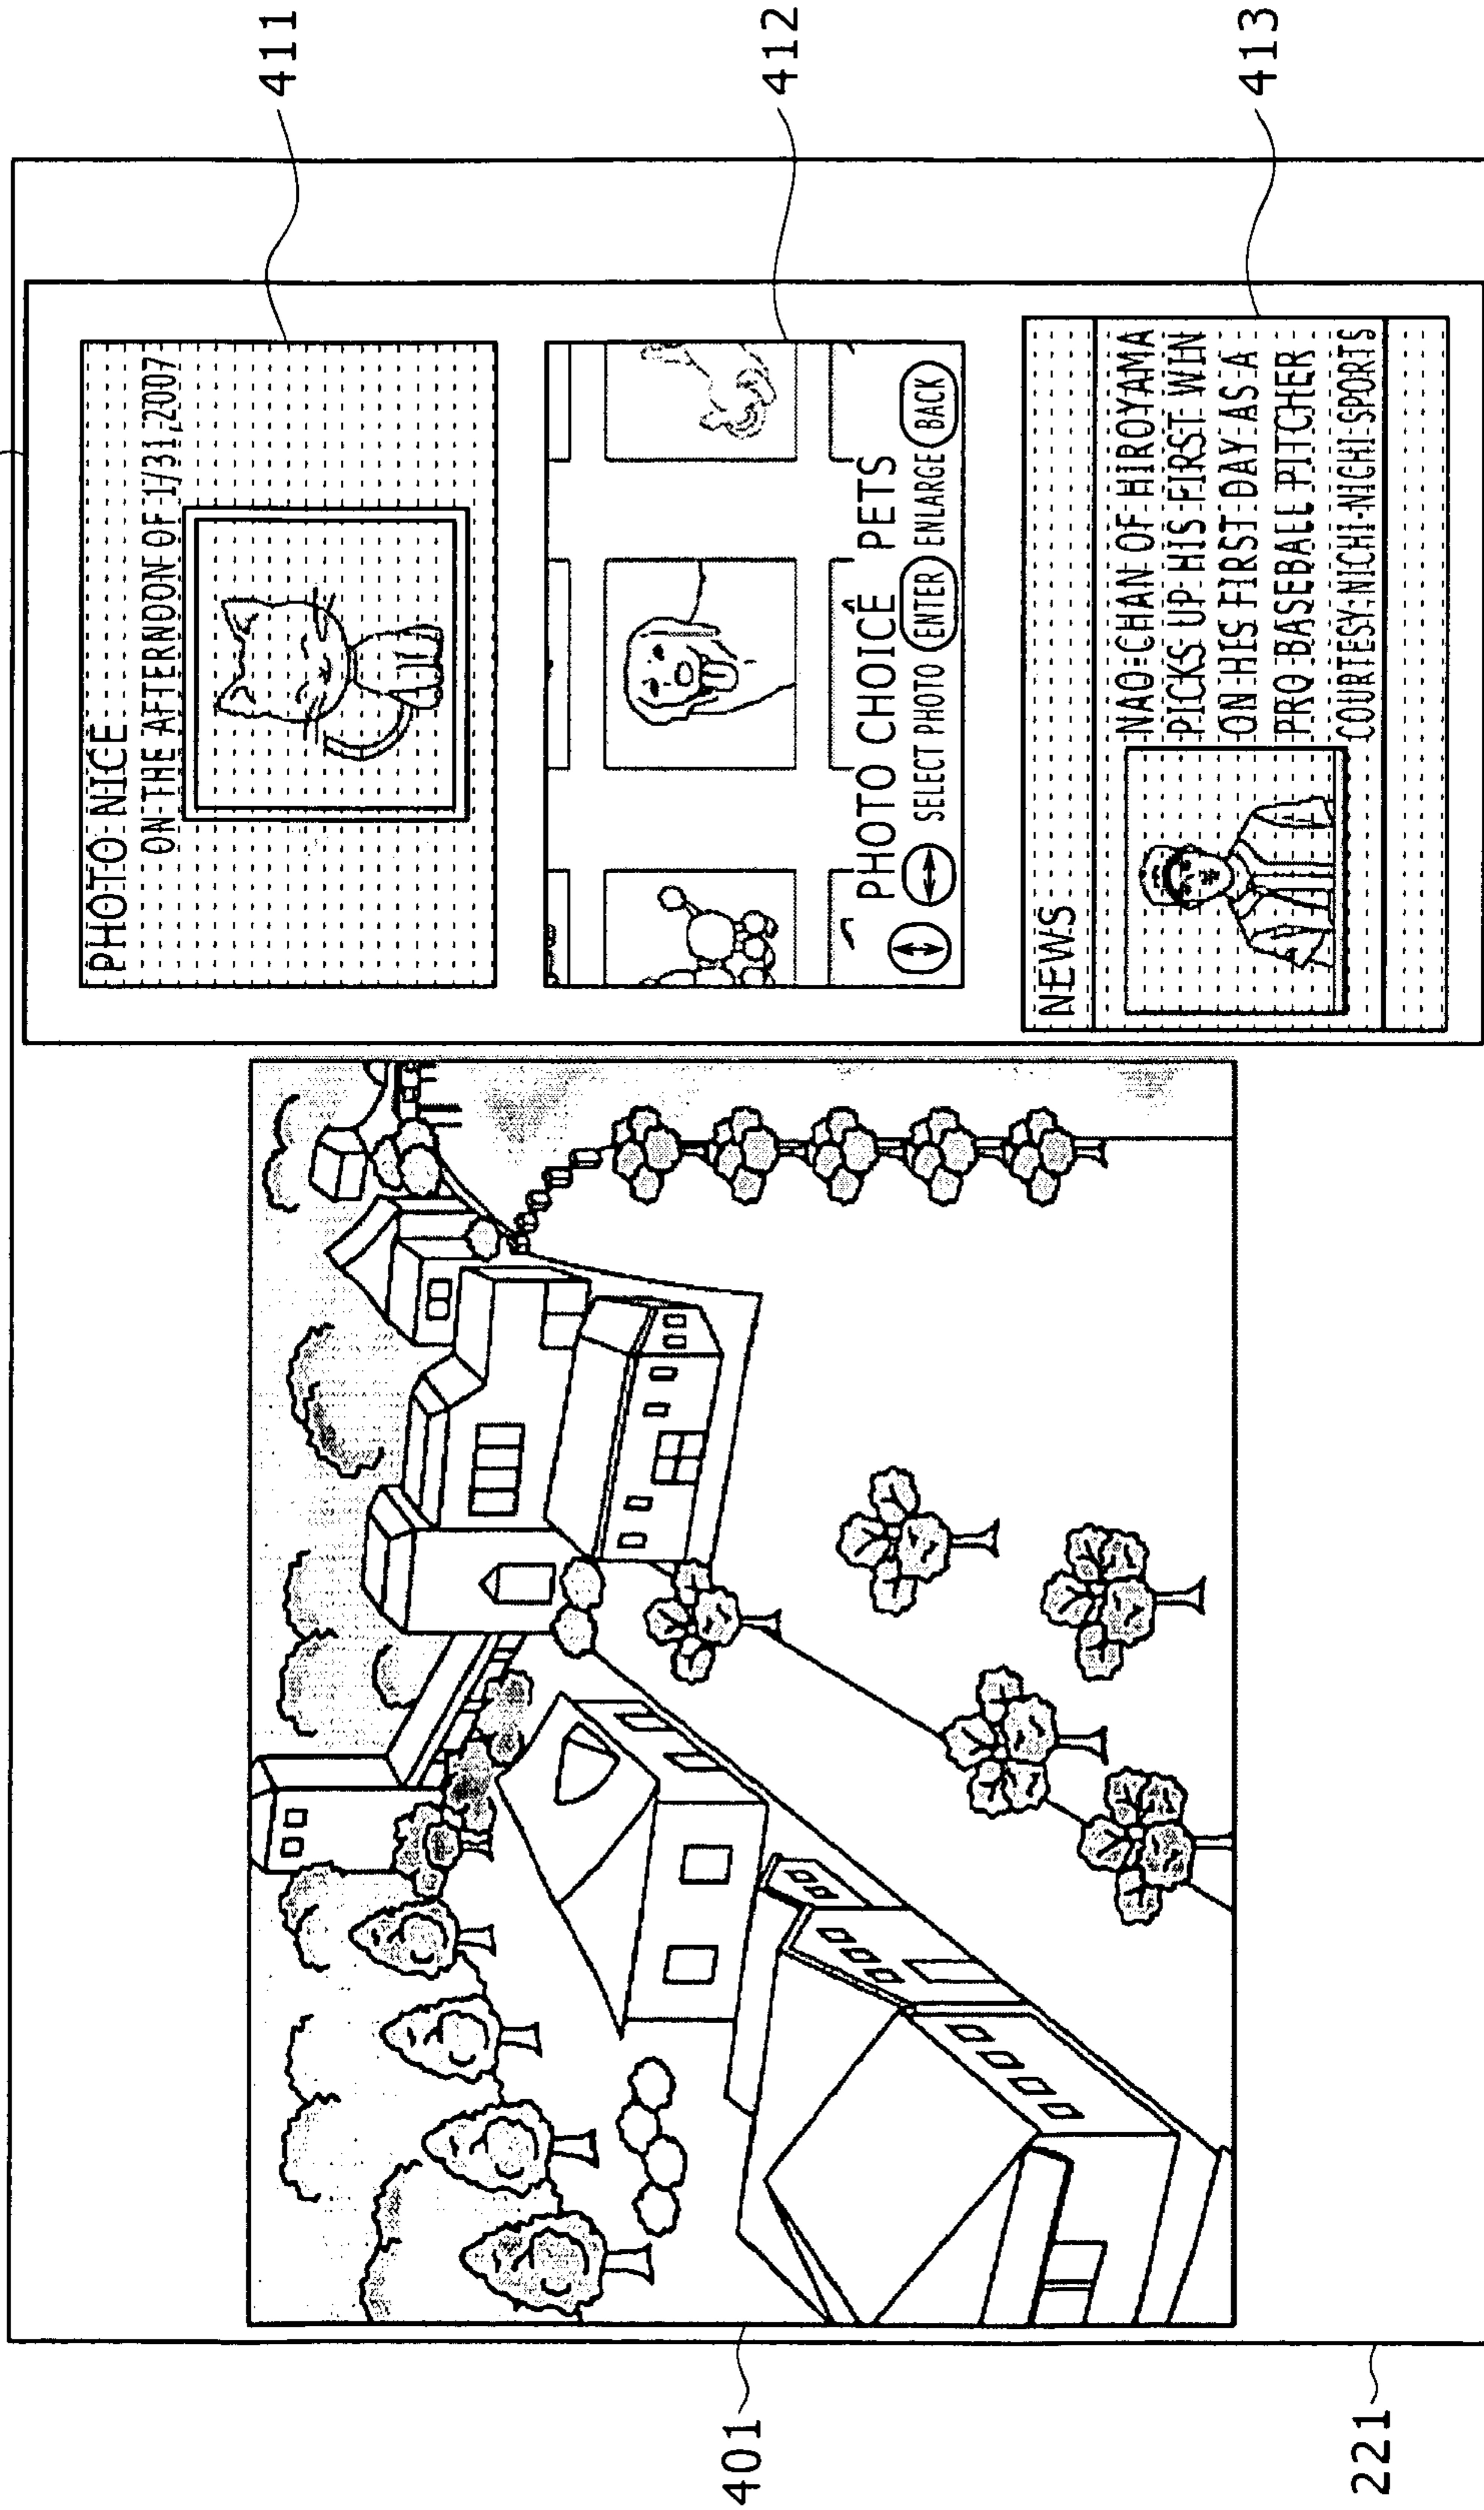 PHOTO NICE
ON THE AFTERNOON OF 1/31, 2007
411
PHOTO CHOICE PETS
SELECT PHOTO ENTER ENLARGE BACK
412
NEWS
NAO-CHAN OF HIROYAMA
PICKS UP HIS FIRST WIN
ON HIS FIRST DAY AS A
PRO BASEBALL PITCHER
COURTESY: NICHI-NICHI SPORTS
413
401
221